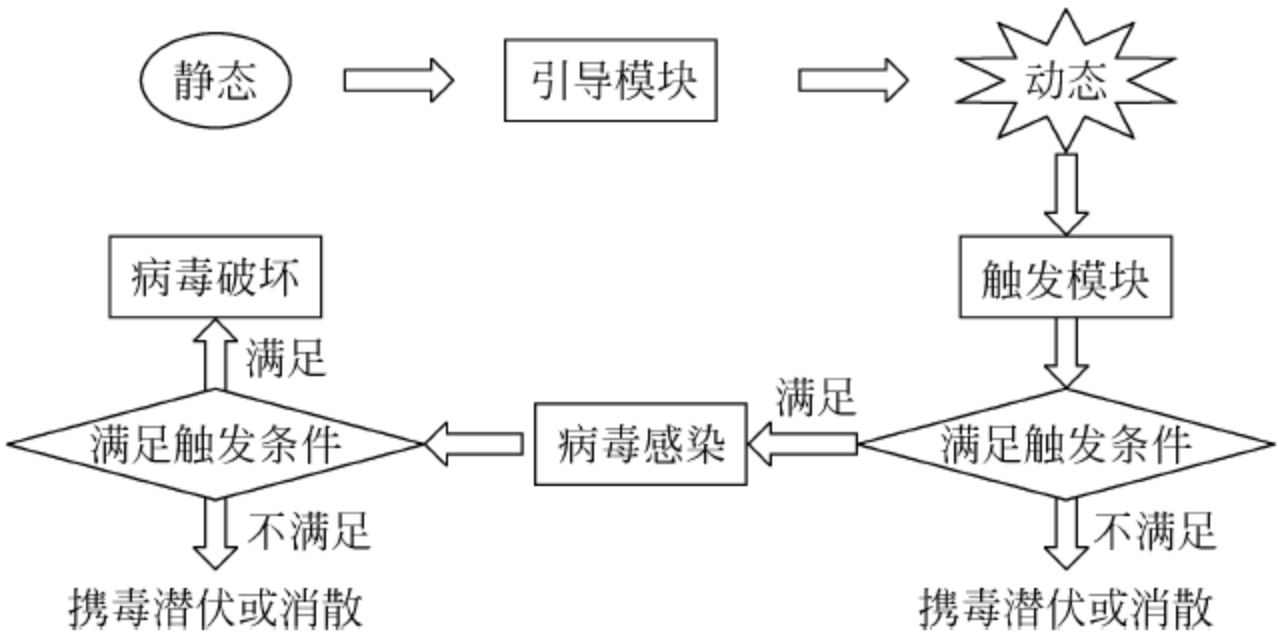 静态
引导模块
动态
病毒破坏
触发模块
满足
满足
满足触发条件
病毒感染
满足触发条件
不满足
不满足
携毒潜伏或消散
携毒潜伏或消散